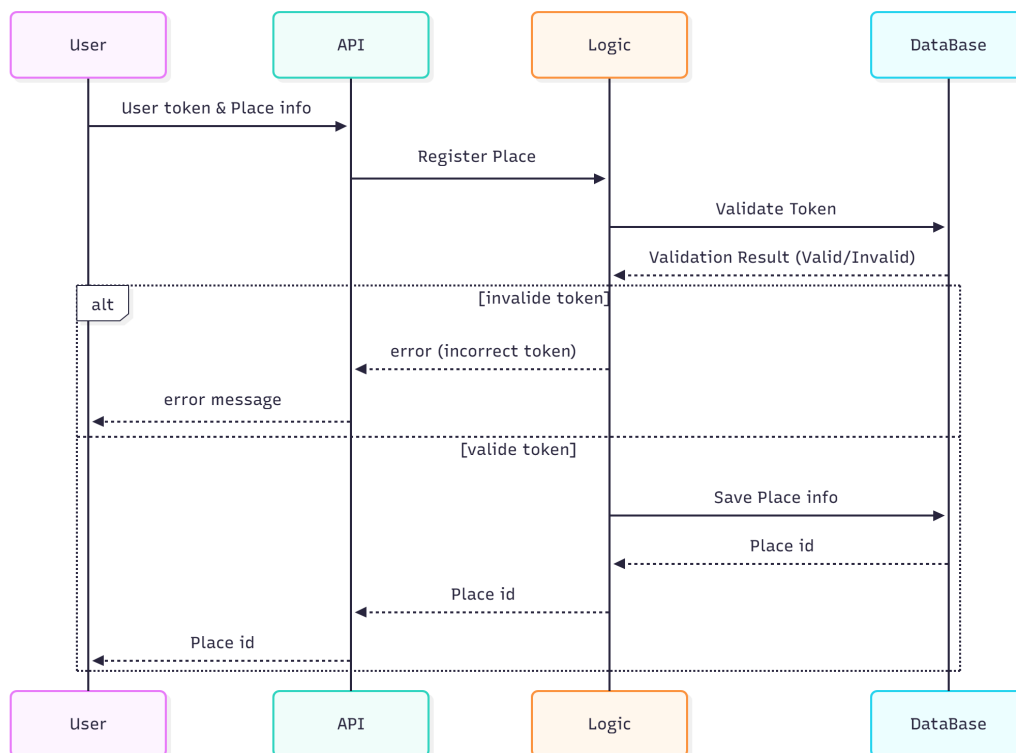 User
API
Logic
DataBase
User token & Place info
Register Place
Validate Token
Validation Result (Valid/Invalid)
alt
[invalide token]
error (incorrect token)
error message
[valide token]
Save Place info
Place id
Place id
Place id
User
API
Logic
DataBase